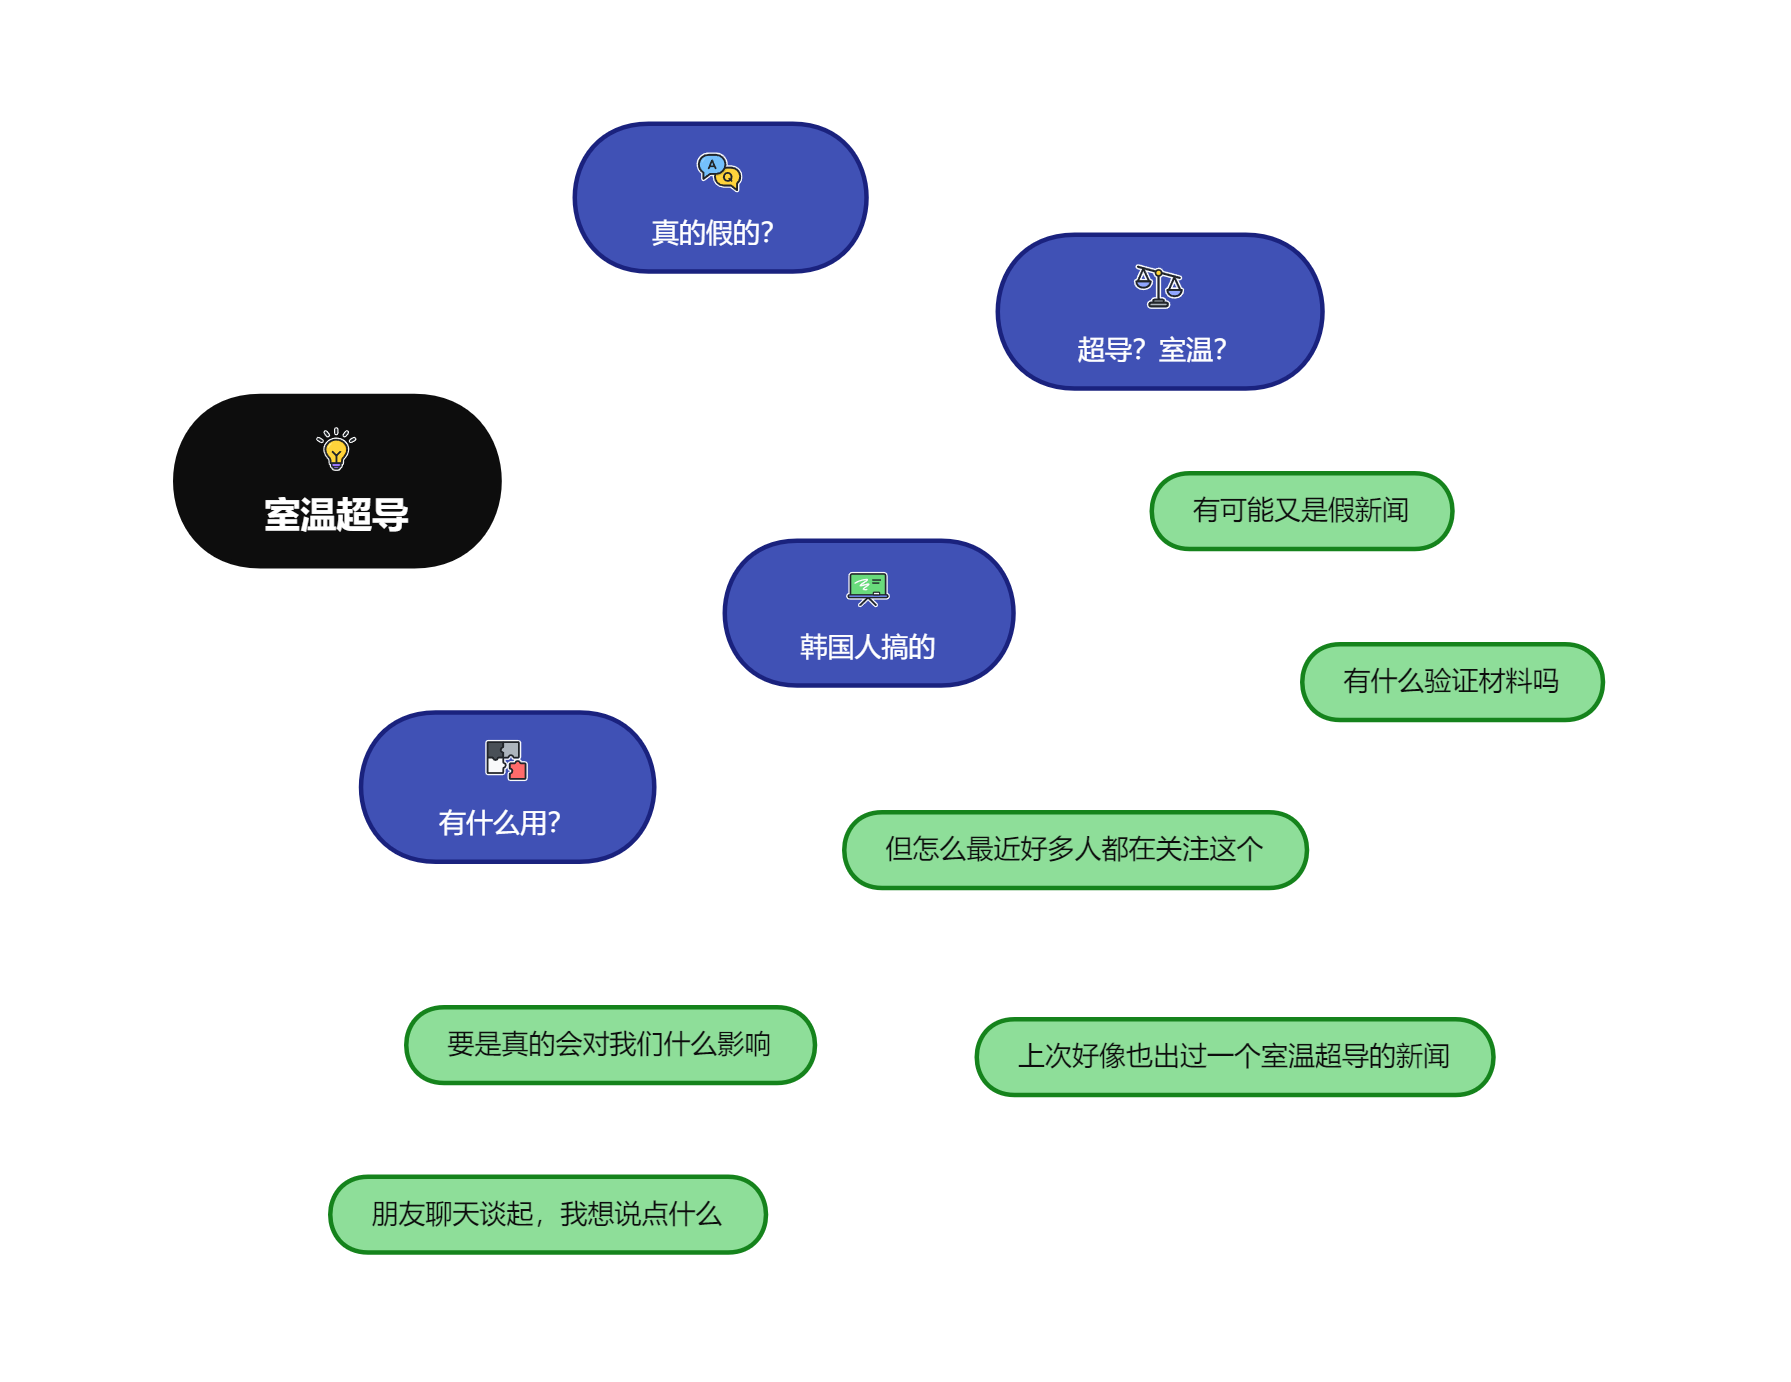 真的假的？
A
Q
超导？室温？
室温超导
有可能又是假新闻
韩国人搞的
有什么验证材料吗
有什么用？
但怎么最近好多人都在关注这个
要是真的会对我们什么影响
上次好像也出过一个室温超导的新闻
朋友聊天谈起，我想说点什么